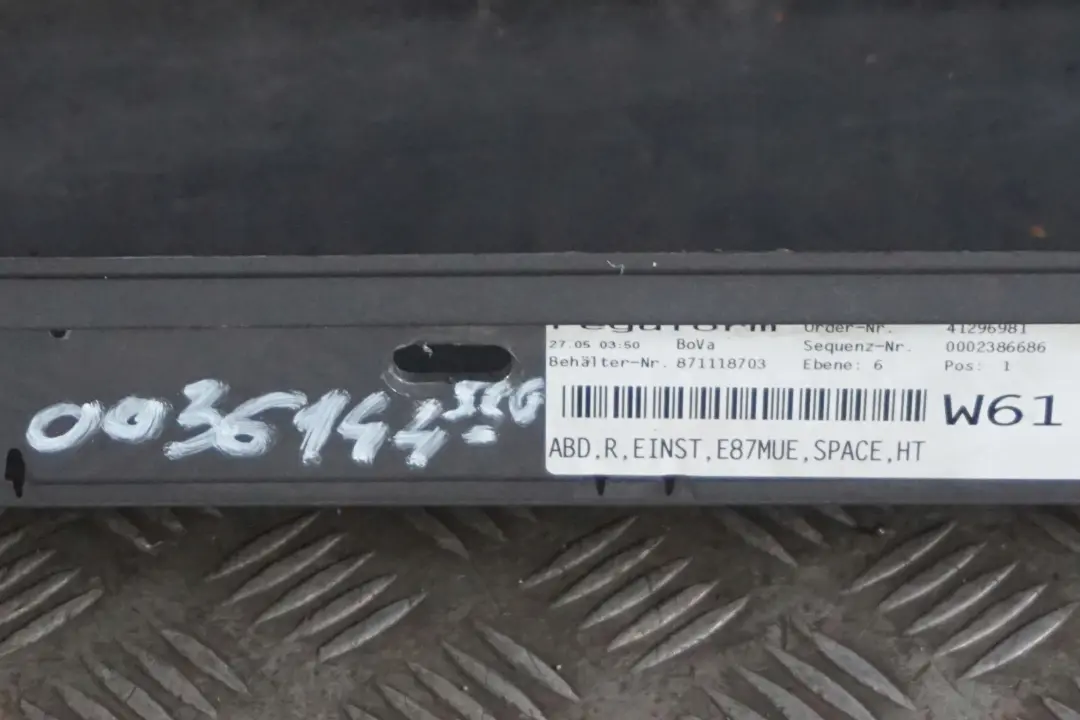 Order-Nr. 41296981
27.05 03:50 BoVa Sequenz-Nr. 0002386686
Behälter-Nr. 871118703 Ebene: 6 Pos: 1
W61
ABD,R,EINST,E87MUE,SPACE,HT